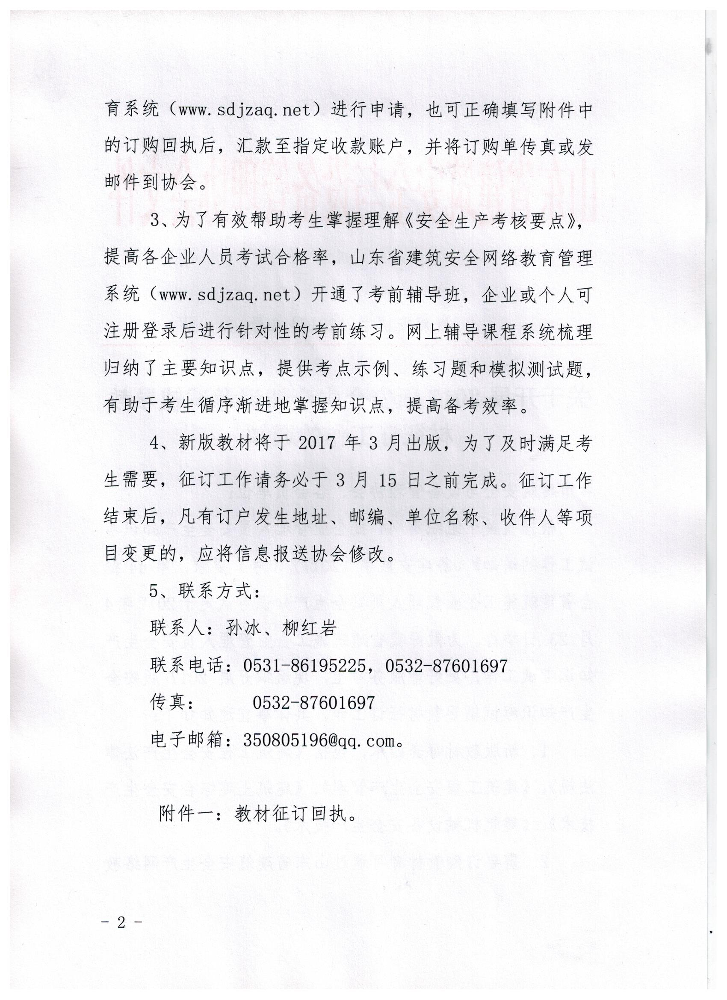 育系统（www.sdjzaq.net）进行申请，也可正确填写附件中
的订购回执后，汇款至指定收款账户，并将订购单传真或发
邮件到协会。
3、为了有效帮助考生掌握理解《安全生产考核要点》，
提高各企业人员考试合格率，山东省建筑安全网络教育管理
系统（www.sdjzaq.net）开通了考前辅导班，企业或个人可
注册登录后进行针对性的考前练习。网上辅导课程系统梳理
归纳了主要知识点，提供考点示例、练习题和模拟测试题，
有助于考生循序渐进地掌握知识点，提高备考效率。
4、新版教材将于 2017 年 3 月出版，为了及时满足考
生需要，征订工作请务必于 3 月 15 日之前完成。征订工作
结束后，凡有订户发生地址、邮编、单位名称、收件人等项
目变更的，应将信息报送协会修改。
5、联系方式：
联系人：孙冰、柳红岩
联系电话：0531-86195225，0532-87601697
传真： 0532-87601697
电子邮箱：350805196@qq.com。
附件一：教材征订回执。
- 2 -